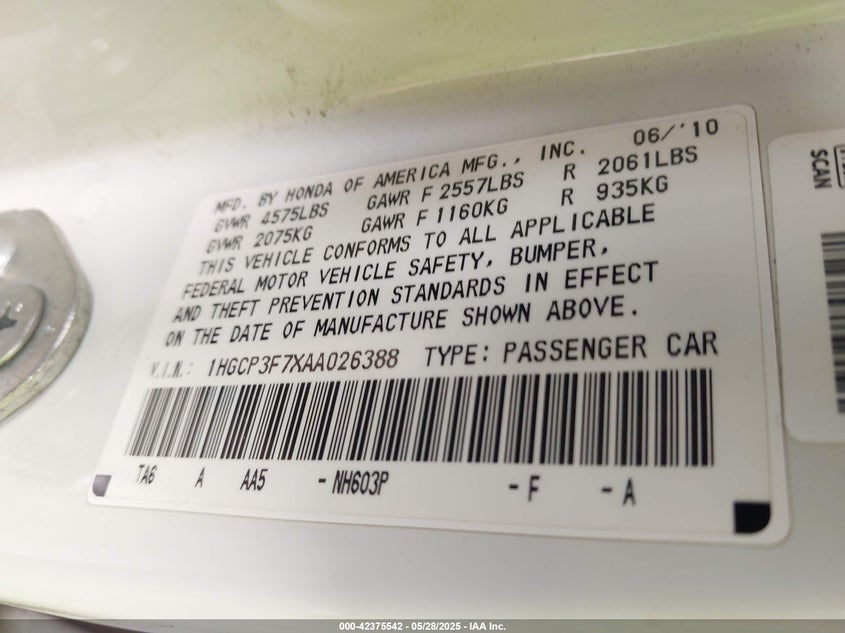 MFD. BY HONDA OF AMERICA MFG., INC. 06/'10
GVWR 4575LBS GAWR F 2557LBS R 2061LBS
GVWR 2075KG GAWR F 1160KG R 935KG
THIS VEHICLE CONFORMS TO ALL APPLICABLE
FEDERAL MOTOR VEHICLE SAFETY, BUMPER,
AND THEFT PREVENTION STANDARDS IN EFFECT
ON THE DATE OF MANUFACTURE SHOWN ABOVE.
V.I.N.: 1HGCP3F7XAA026388 TYPE: PASSENGER CAR
TA6 A AA5 -NH603P -F -A
SCAN
000-42375542 - 05/28/2025 - IAA Inc.